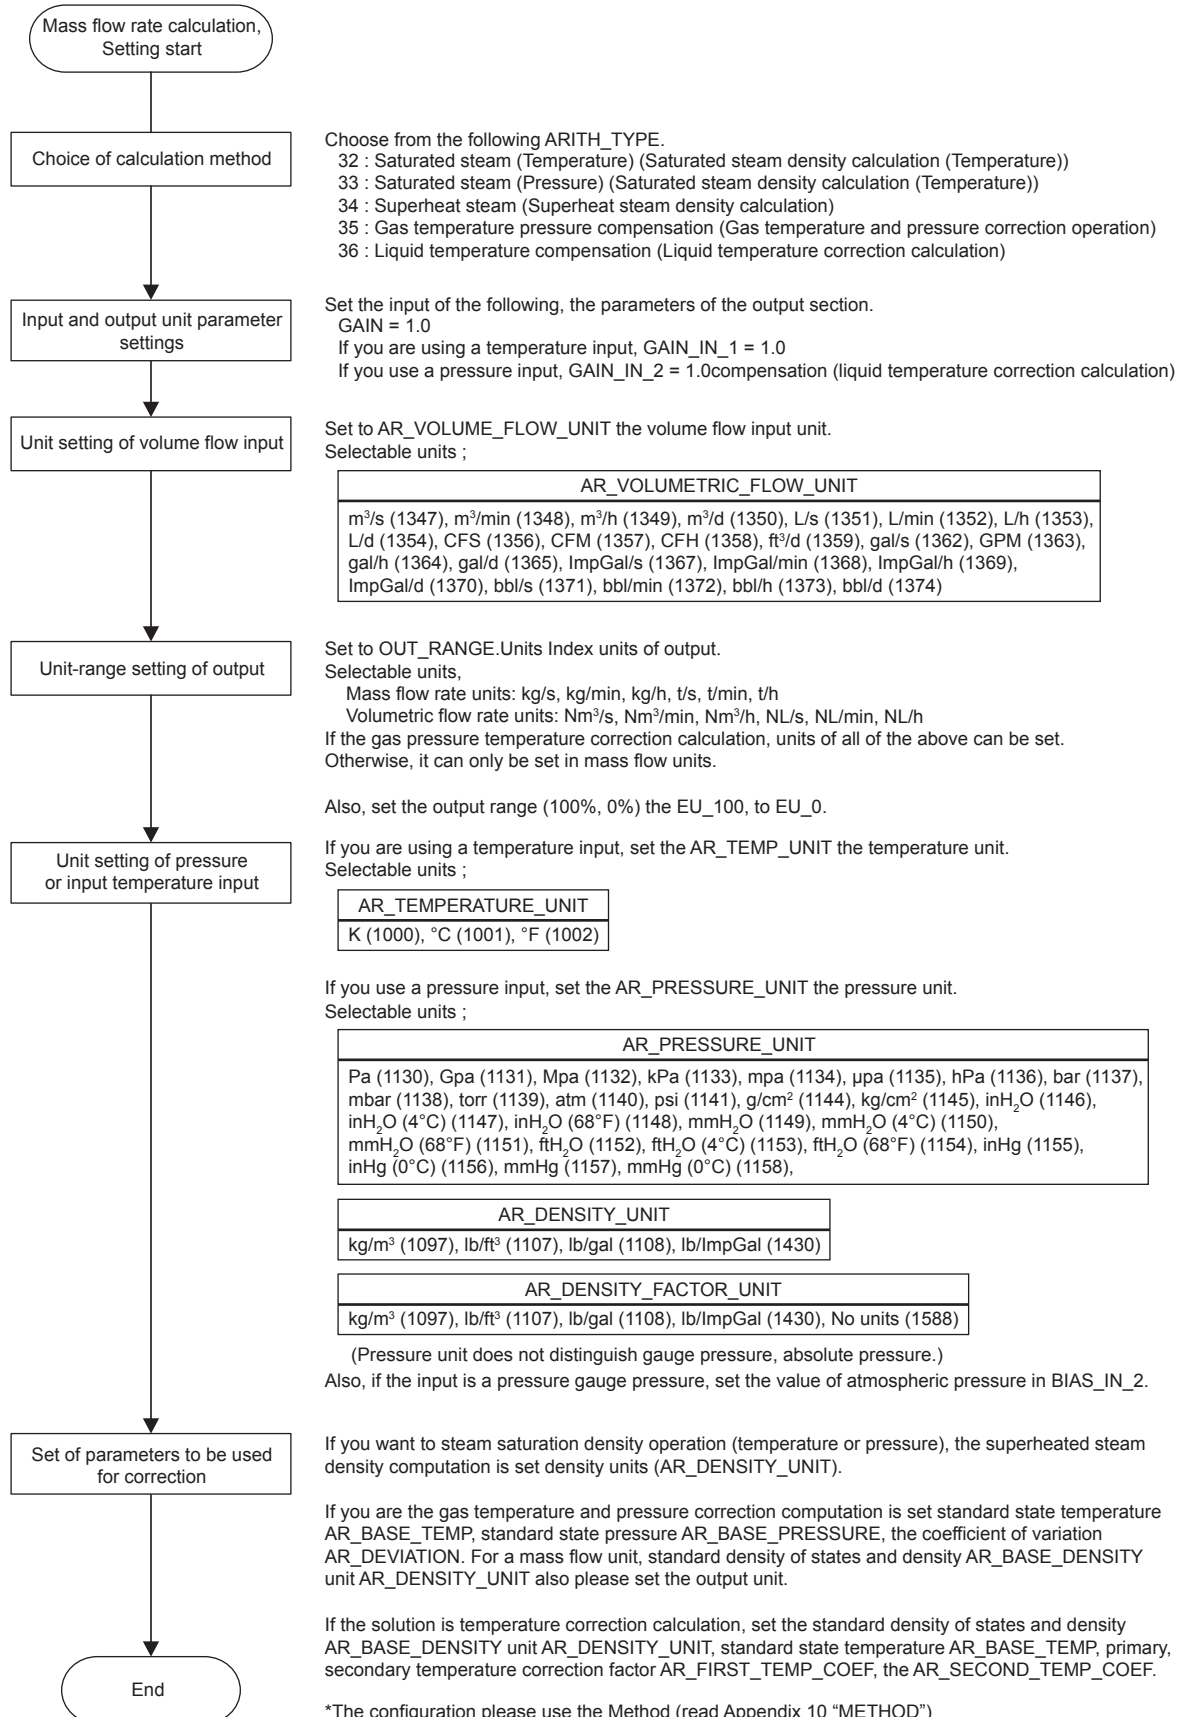 Mass flow rate calculation,
Setting start
Choice of calculation method
Choose from the following ARITH_TYPE.
32 : Saturated steam (Temperature) (Saturated steam density calculation (Temperature))
33 : Saturated steam (Pressure) (Saturated steam density calculation (Temperature))
34 : Superheat steam (Superheat steam density calculation)
35 : Gas temperature pressure compensation (Gas temperature and pressure correction operation)
36 : Liquid temperature compensation (Liquid temperature correction calculation)
Input and output unit parameter
settings
Set the input of the following, the parameters of the output section.
GAIN = 1.0
If you are using a temperature input, GAIN_IN_1 = 1.0
If you use a pressure input, GAIN_IN_2 = 1.0compensation (liquid temperature correction calculation)
Unit setting of volume flow input
Set to AR_VOLUME_FLOW_UNIT the volume flow input unit.
Selectable units ;
AR_VOLUMETRIC_FLOW_UNIT
m³/s (1347), m³/min (1348), m³/h (1349), m³/d (1350), L/s (1351), L/min (1352), L/h (1353),
L/d (1354), CFS (1356), CFM (1357), CFH (1358), ft³/d (1359), gal/s (1362), GPM (1363),
gal/h (1364), gal/d (1365), ImpGal/s (1367), ImpGal/min (1368), ImpGal/h (1369),
ImpGal/d (1370), bbl/s (1371), bbl/min (1372), bbl/h (1373), bbl/d (1374)
Unit-range setting of output
Set to OUT_RANGE.Units Index units of output.
Selectable units,
Mass flow rate units: kg/s, kg/min, kg/h, t/s, t/min, t/h
Volumetric flow rate units: Nm³/s, Nm³/min, Nm³/h, NL/s, NL/min, NL/h
If the gas pressure temperature correction calculation, units of all of the above can be set.
Otherwise, it can only be set in mass flow units.
Also, set the output range (100%, 0%) the EU_100, to EU_0.
Unit setting of pressure
or input temperature input
If you are using a temperature input, set the AR_TEMP_UNIT the temperature unit.
Selectable units ;
AR_TEMPERATURE_UNIT
K (1000), °C (1001), °F (1002)
If you use a pressure input, set the AR_PRESSURE_UNIT the pressure unit.
Selectable units ;
AR_PRESSURE_UNIT
Pa (1130), Gpa (1131), Mpa (1132), kPa (1133), mpa (1134), µpa (1135), hPa (1136), bar (1137),
mbar (1138), torr (1139), atm (1140), psi (1141), g/cm² (1144), kg/cm² (1145), inH₂O (1146),
inH₂O (4°C) (1147), inH₂O (68°F) (1148), mmH₂O (1149), mmH₂O (4°C) (1150),
mmH₂O (68°F) (1151), ftH₂O (1152), ftH₂O (4°C) (1153), ftH₂O (68°F) (1154), inHg (1155),
inHg (0°C) (1156), mmHg (1157), mmHg (0°C) (1158),
AR_DENSITY_UNIT
kg/m³ (1097), lb/ft³ (1107), lb/gal (1108), lb/ImpGal (1430)
AR_DENSITY_FACTOR_UNIT
kg/m³ (1097), lb/ft³ (1107), lb/gal (1108), lb/ImpGal (1430), No units (1588)
(Pressure unit does not distinguish gauge pressure, absolute pressure.)
Also, if the input is a pressure gauge pressure, set the value of atmospheric pressure in BIAS_IN_2.
Set of parameters to be used
for correction
If you want to steam saturation density operation (temperature or pressure), the superheated steam
density computation is set density units (AR_DENSITY_UNIT).
If you are the gas temperature and pressure correction computation is set standard state temperature
AR_BASE_TEMP, standard state pressure AR_BASE_PRESSURE, the coefficient of variation
AR_DEVIATION. For a mass flow unit, standard density of states and density AR_BASE_DENSITY
unit AR_DENSITY_UNIT also please set the output unit.
If the solution is temperature correction calculation, set the standard density of states and density
AR_BASE_DENSITY unit AR_DENSITY_UNIT, standard state temperature AR_BASE_TEMP, primary,
secondary temperature correction factor AR_FIRST_TEMP_COEF, the AR_SECOND_TEMP_COEF.
End
*The configuration please use the Method (read Appendix 10 “METHOD”)